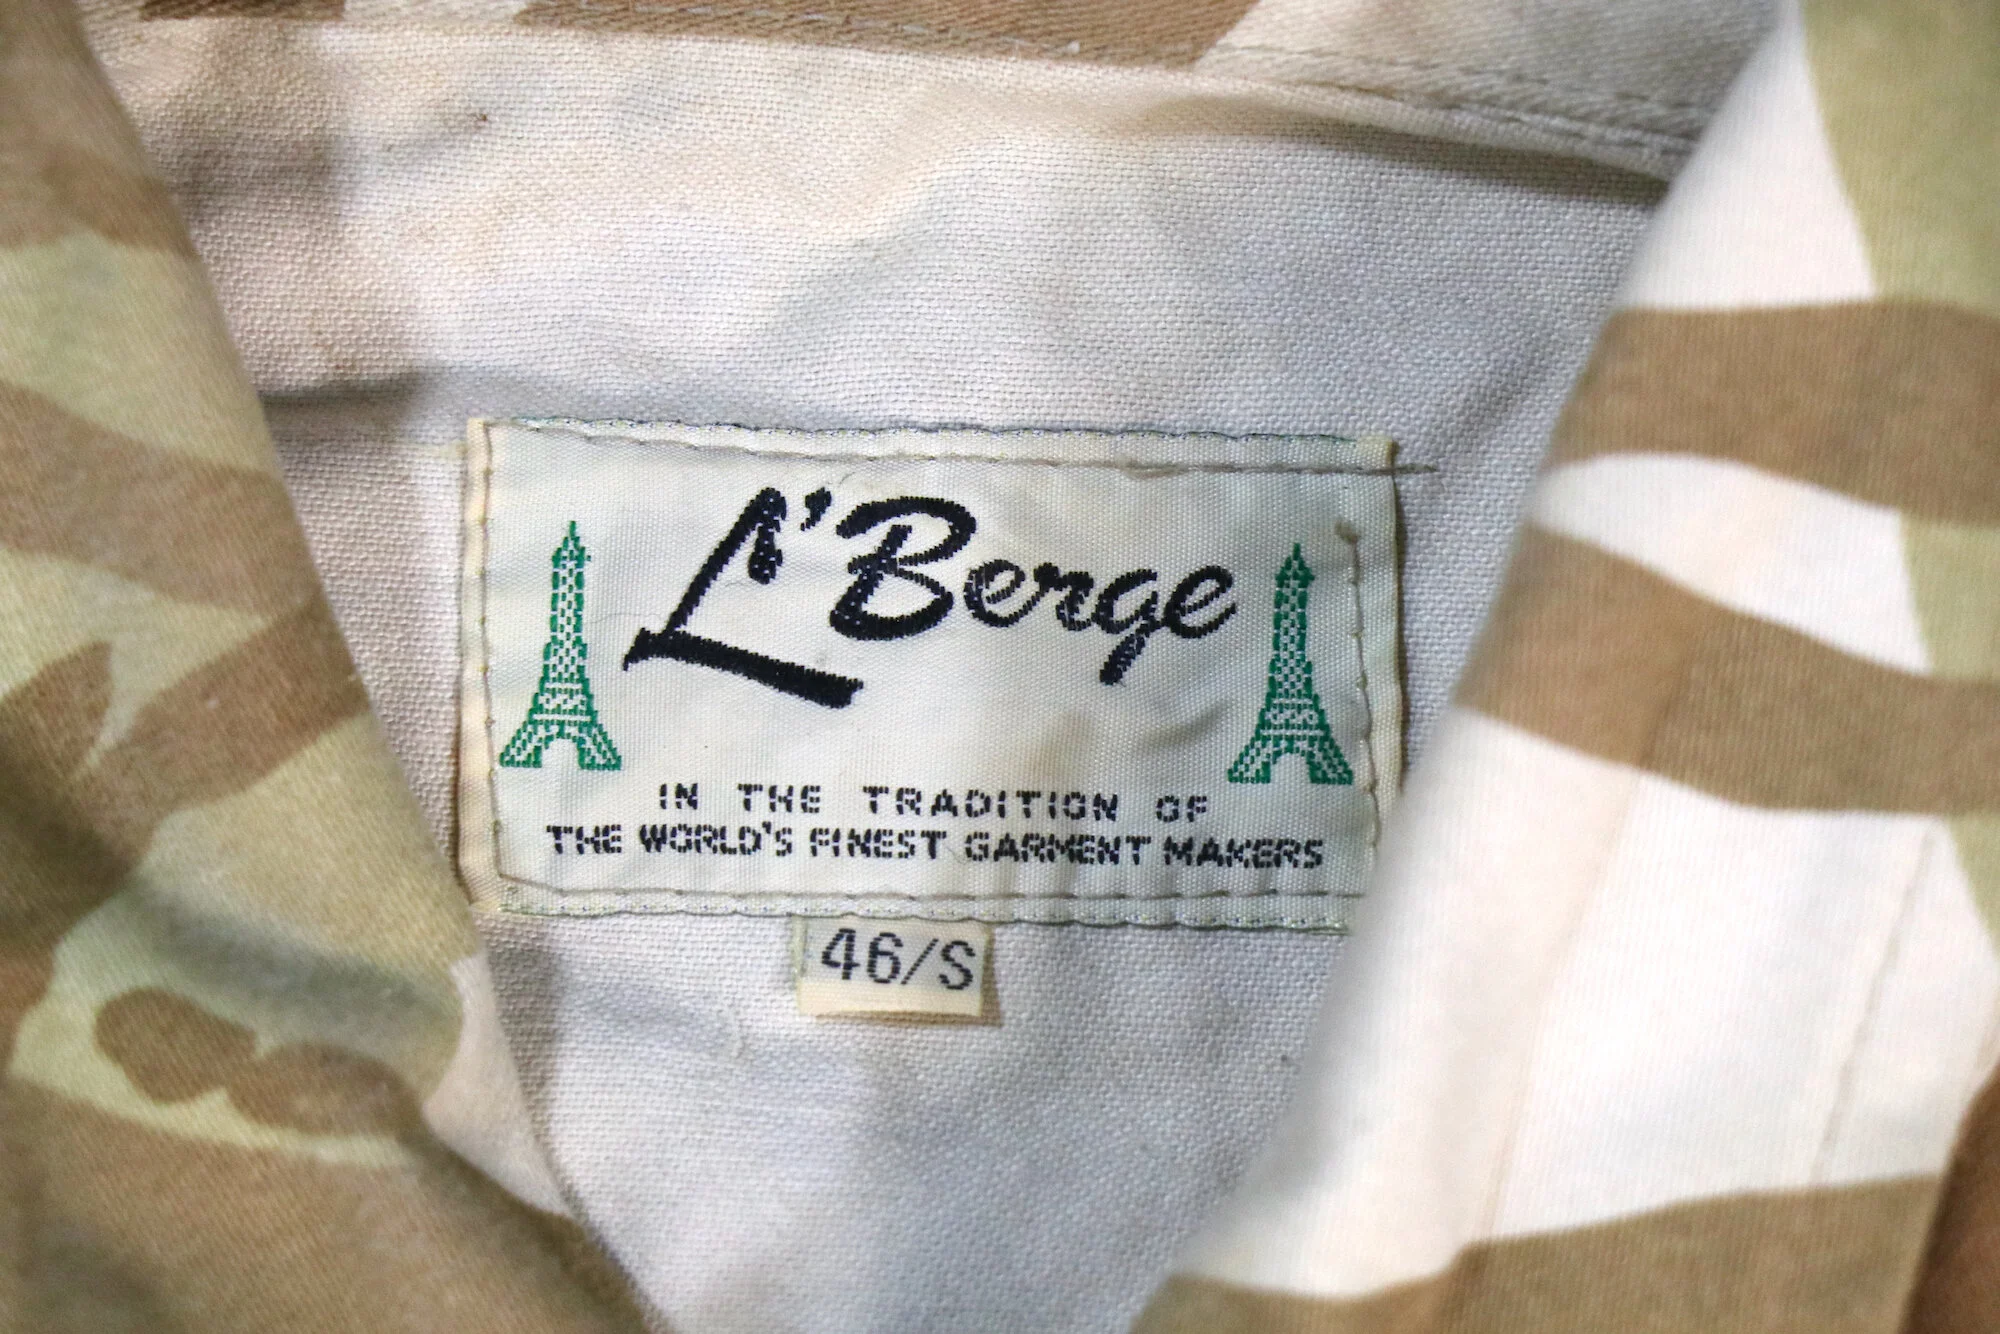 L'Berge
IN THE TRADITION OF
THE WORLD'S FINEST GARMENT MAKERS
46/S